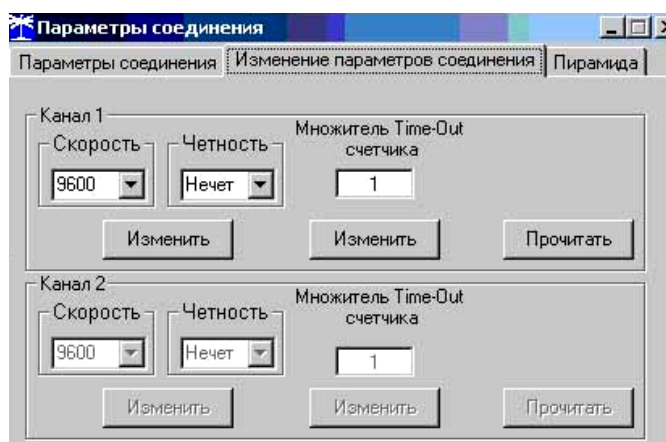 Параметры соединения
Параметры соединения Изменение параметров соединения Пирамида
Канал 1
Скорость Четность Множитель Time-Out
счетчика
9600 Нечет 1
Изменить Изменить Прочитать
Канал 2
Скорость Четность Множитель Time-Out
счетчика
9600 Нечет 1
Изменить Изменить Прочитать